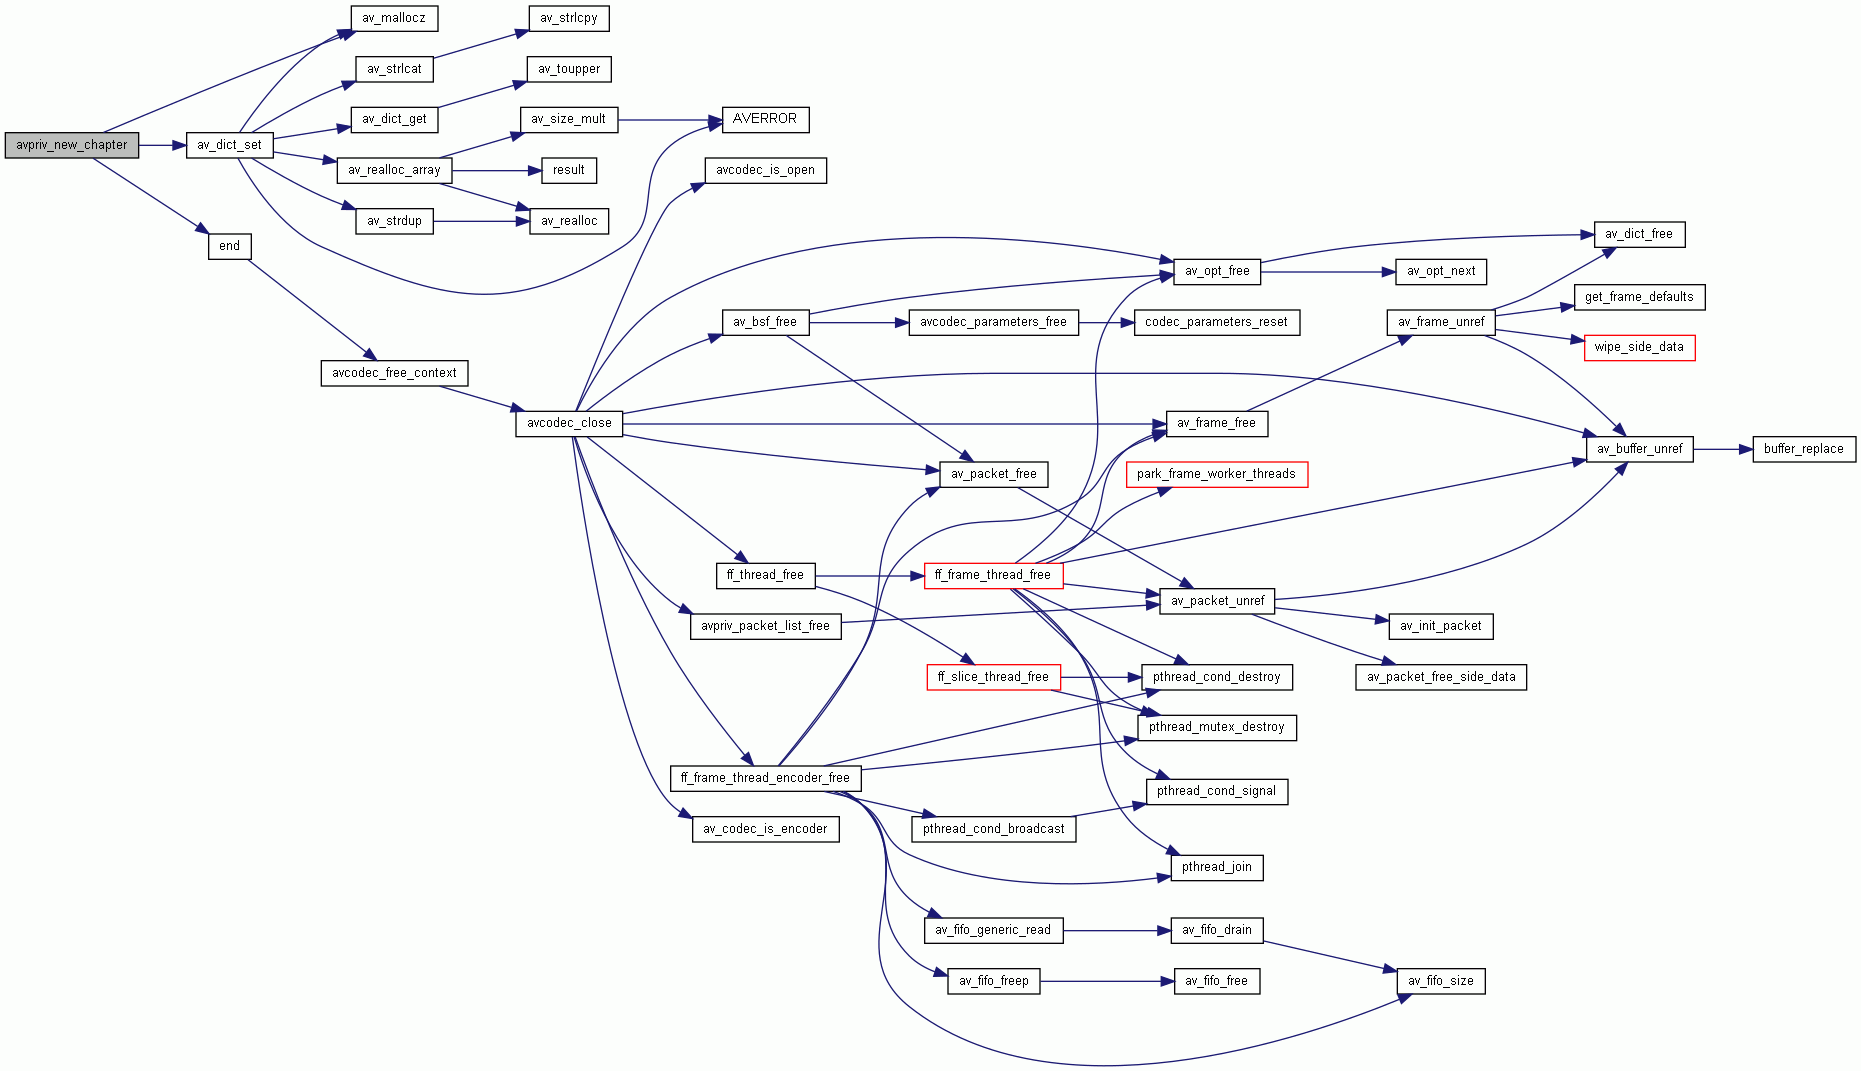 av_mallocz
av_strlcpy
av_strlcat
av_toupper
av_dict_get
av_size_mult
AVERROR
avpriv_new_chapter
av_dict_set
av_realloc_array
result
avcodec_is_open
av_strdup
av_realloc
end
av_dict_free
av_opt_free
av_opt_next
get_frame_defaults
av_bsf_free
avcodec_parameters_free
codec_parameters_reset
av_frame_unref
wipe_side_data
avcodec_free_context
avcodec_close
av_frame_free
av_buffer_unref
buffer_replace
av_packet_free
park_frame_worker_threads
ff_thread_free
ff_frame_thread_free
av_packet_unref
avpriv_packet_list_free
av_init_packet
ff_slice_thread_free
pthread_cond_destroy
av_packet_free_side_data
pthread_mutex_destroy
ff_frame_thread_encoder_free
pthread_cond_signal
av_codec_is_encoder
pthread_cond_broadcast
pthread_join
av_fifo_generic_read
av_fifo_drain
av_fifo_freep
av_fifo_free
av_fifo_size